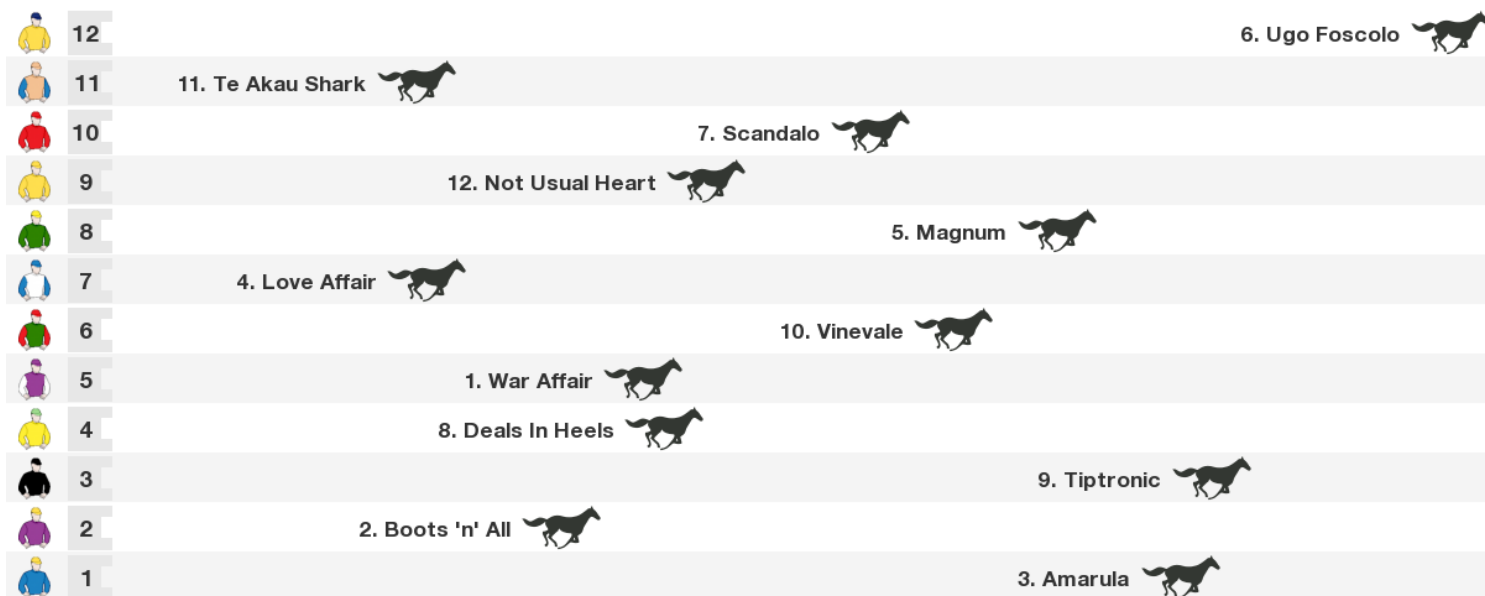 12 6. Ugo Foscolo
11 11. Te Akau Shark
10 7. Scandalo
9 12. Not Usual Heart
8 5. Magnum
7 4. Love Affair
6 10. Vinevale
5 1. War Affair
4 8. Deals In Heels
3 9. Tiptronic
2 2. Boots 'n' All
1 3. Amarula